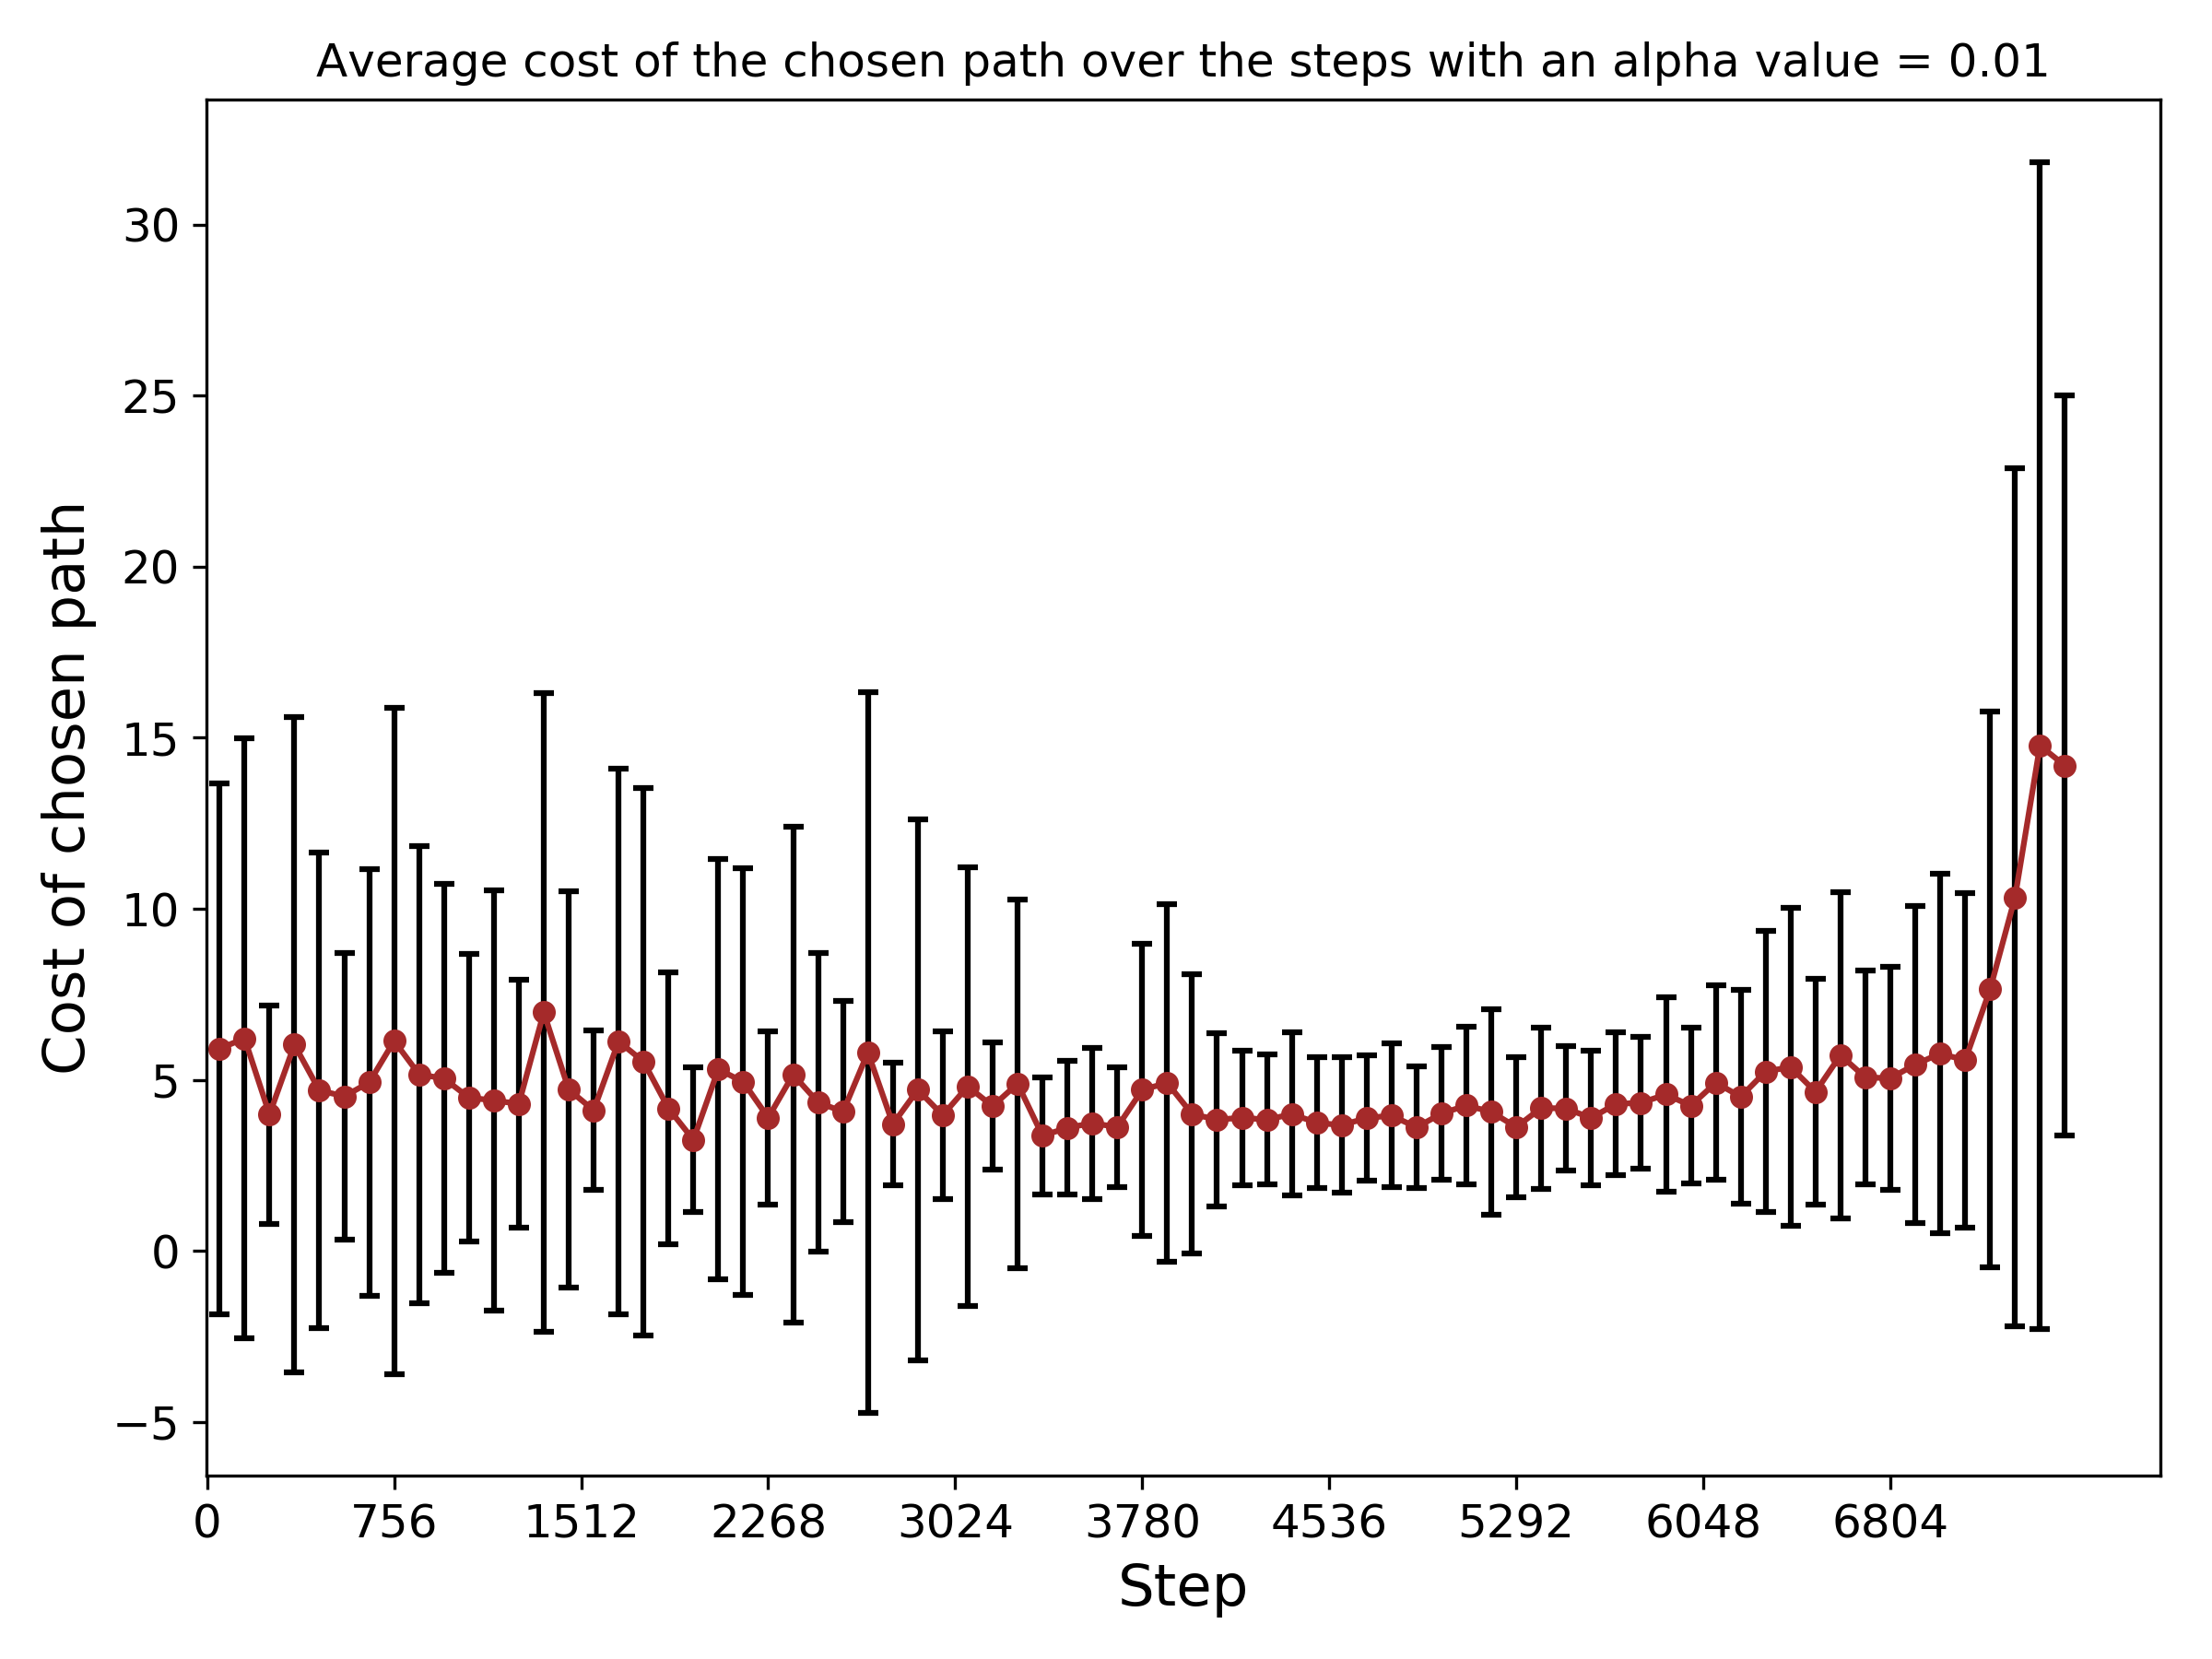 Average cost of the chosen path over the steps with an alpha value = 0.01
30
25
20
15
10
5
0
−5
Cost of chosen path
0 756 1512 2268 3024 3780 4536 5292 6048 6804
Step